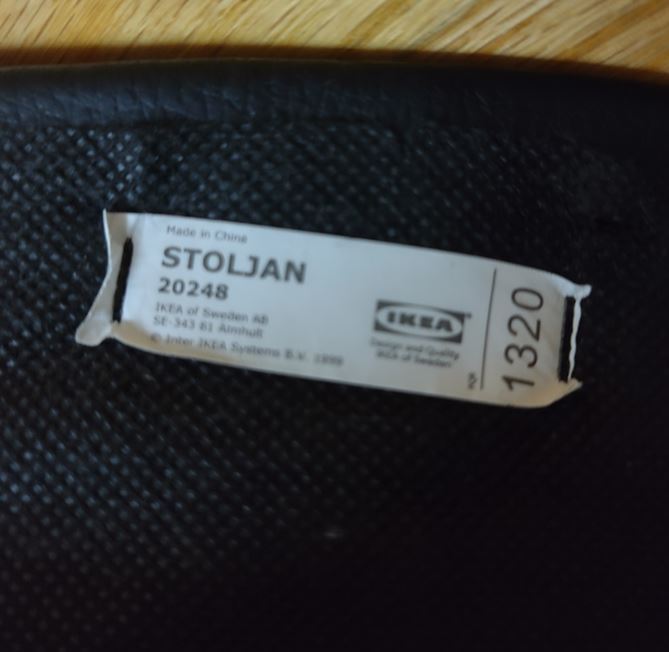 Made in China
STOLJAN
20248
IKEA of Sweden AB
SE-343 81 Älmhult
© Inter IKEA Systems B.V. 1999
IKEA
Design and Quality
IKEA of Sweden
1320